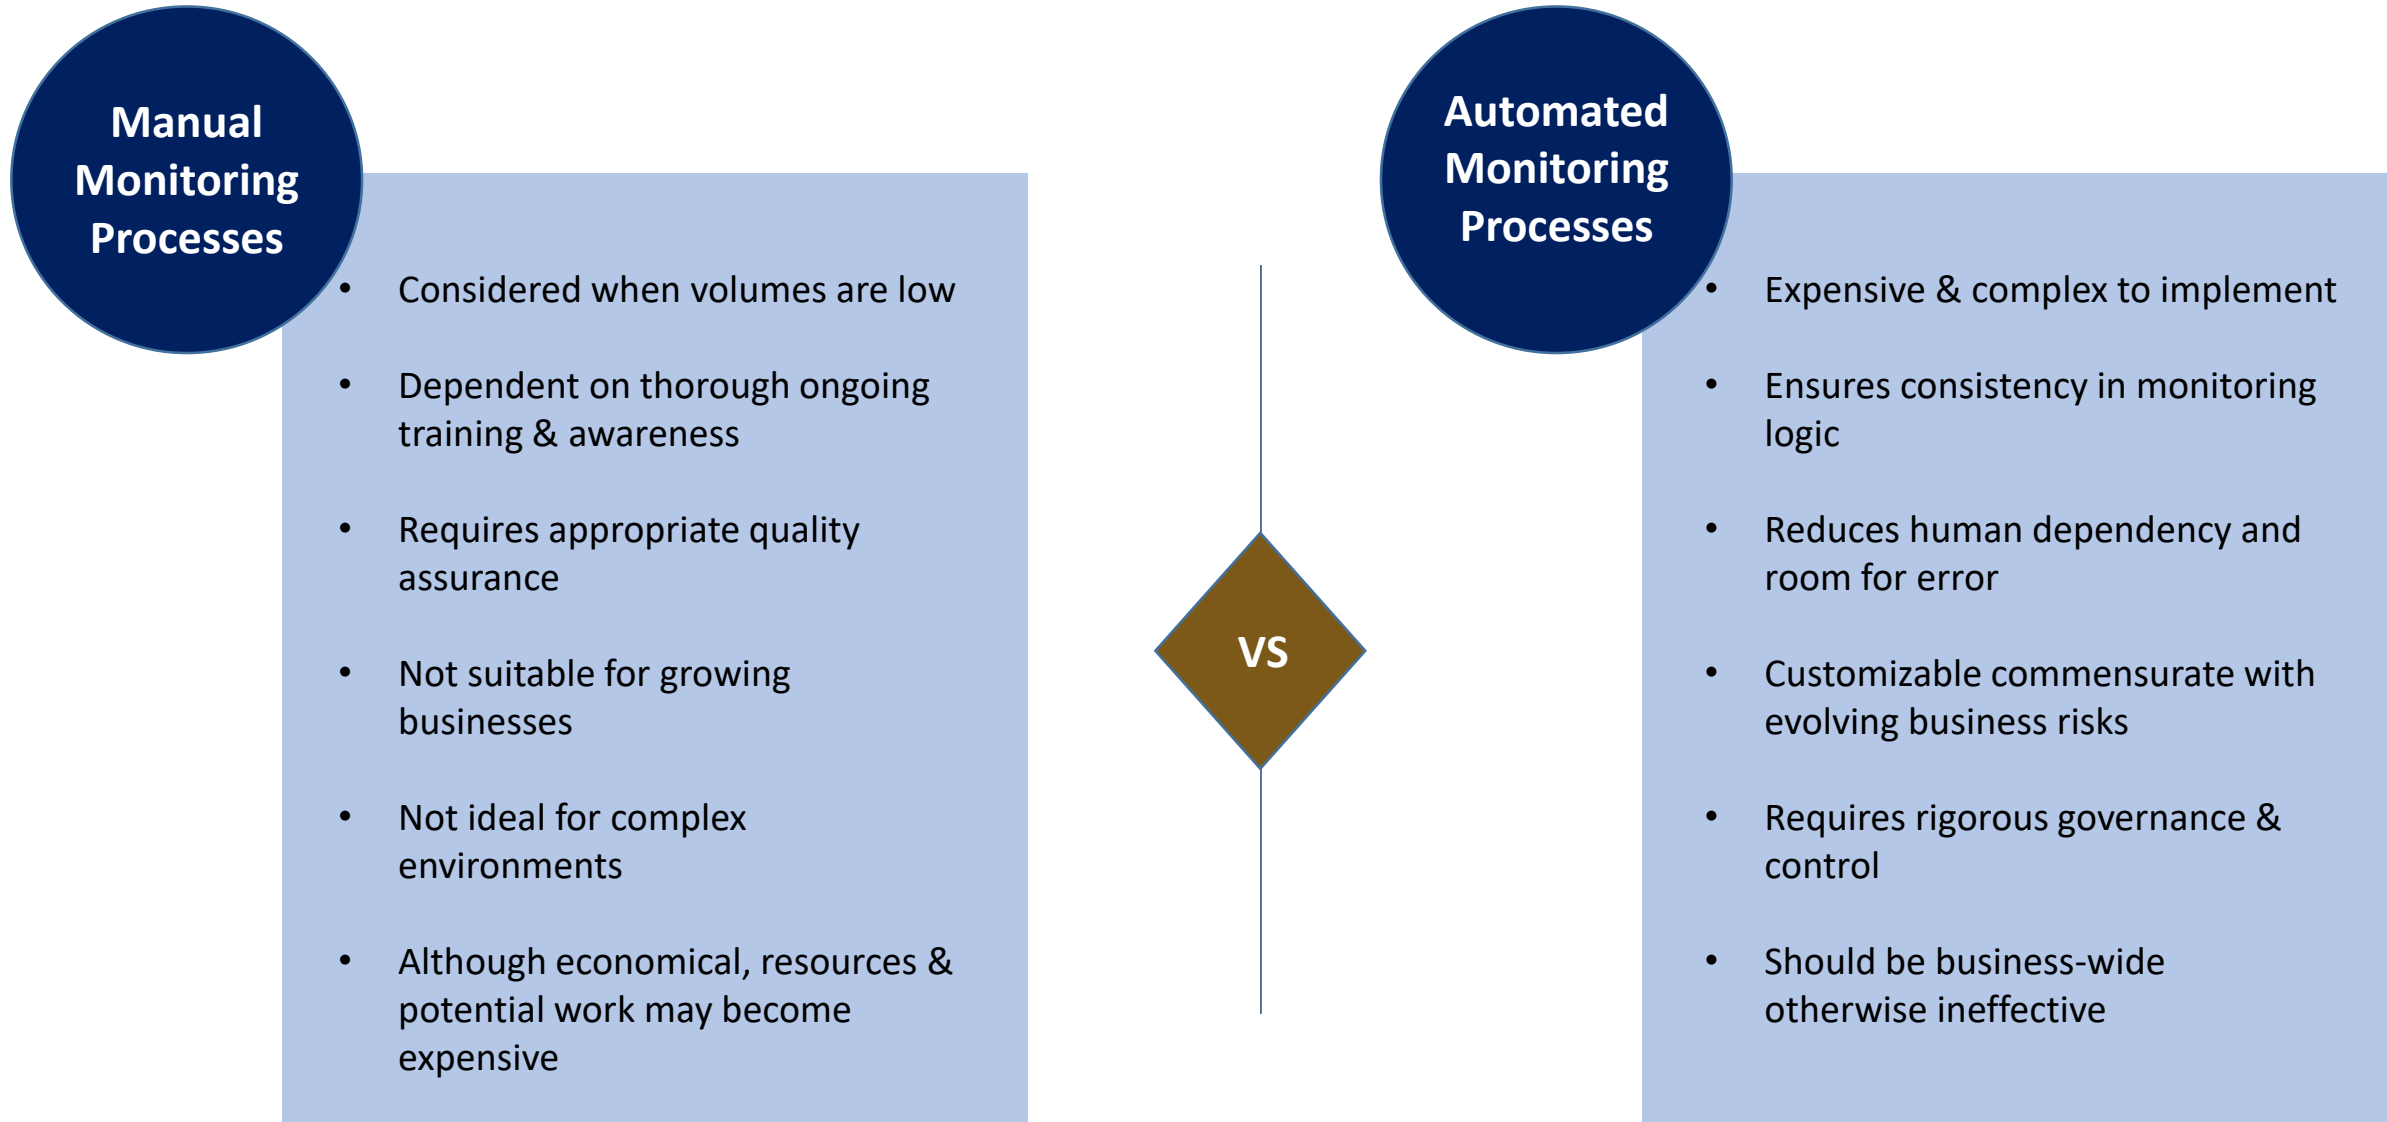 Manual
Monitoring
Processes
• Considered when volumes are low
• Dependent on thorough ongoing
training & awareness
• Requires appropriate quality
assurance
• Not suitable for growing
businesses
• Not ideal for complex
environments
• Although economical, resources &
potential work may become
expensive
VS
Automated
Monitoring
Processes
• Expensive & complex to implement
• Ensures consistency in monitoring
logic
• Reduces human dependency and
room for error
• Customizable commensurate with
evolving business risks
• Requires rigorous governance &
control
• Should be business-wide
otherwise ineffective